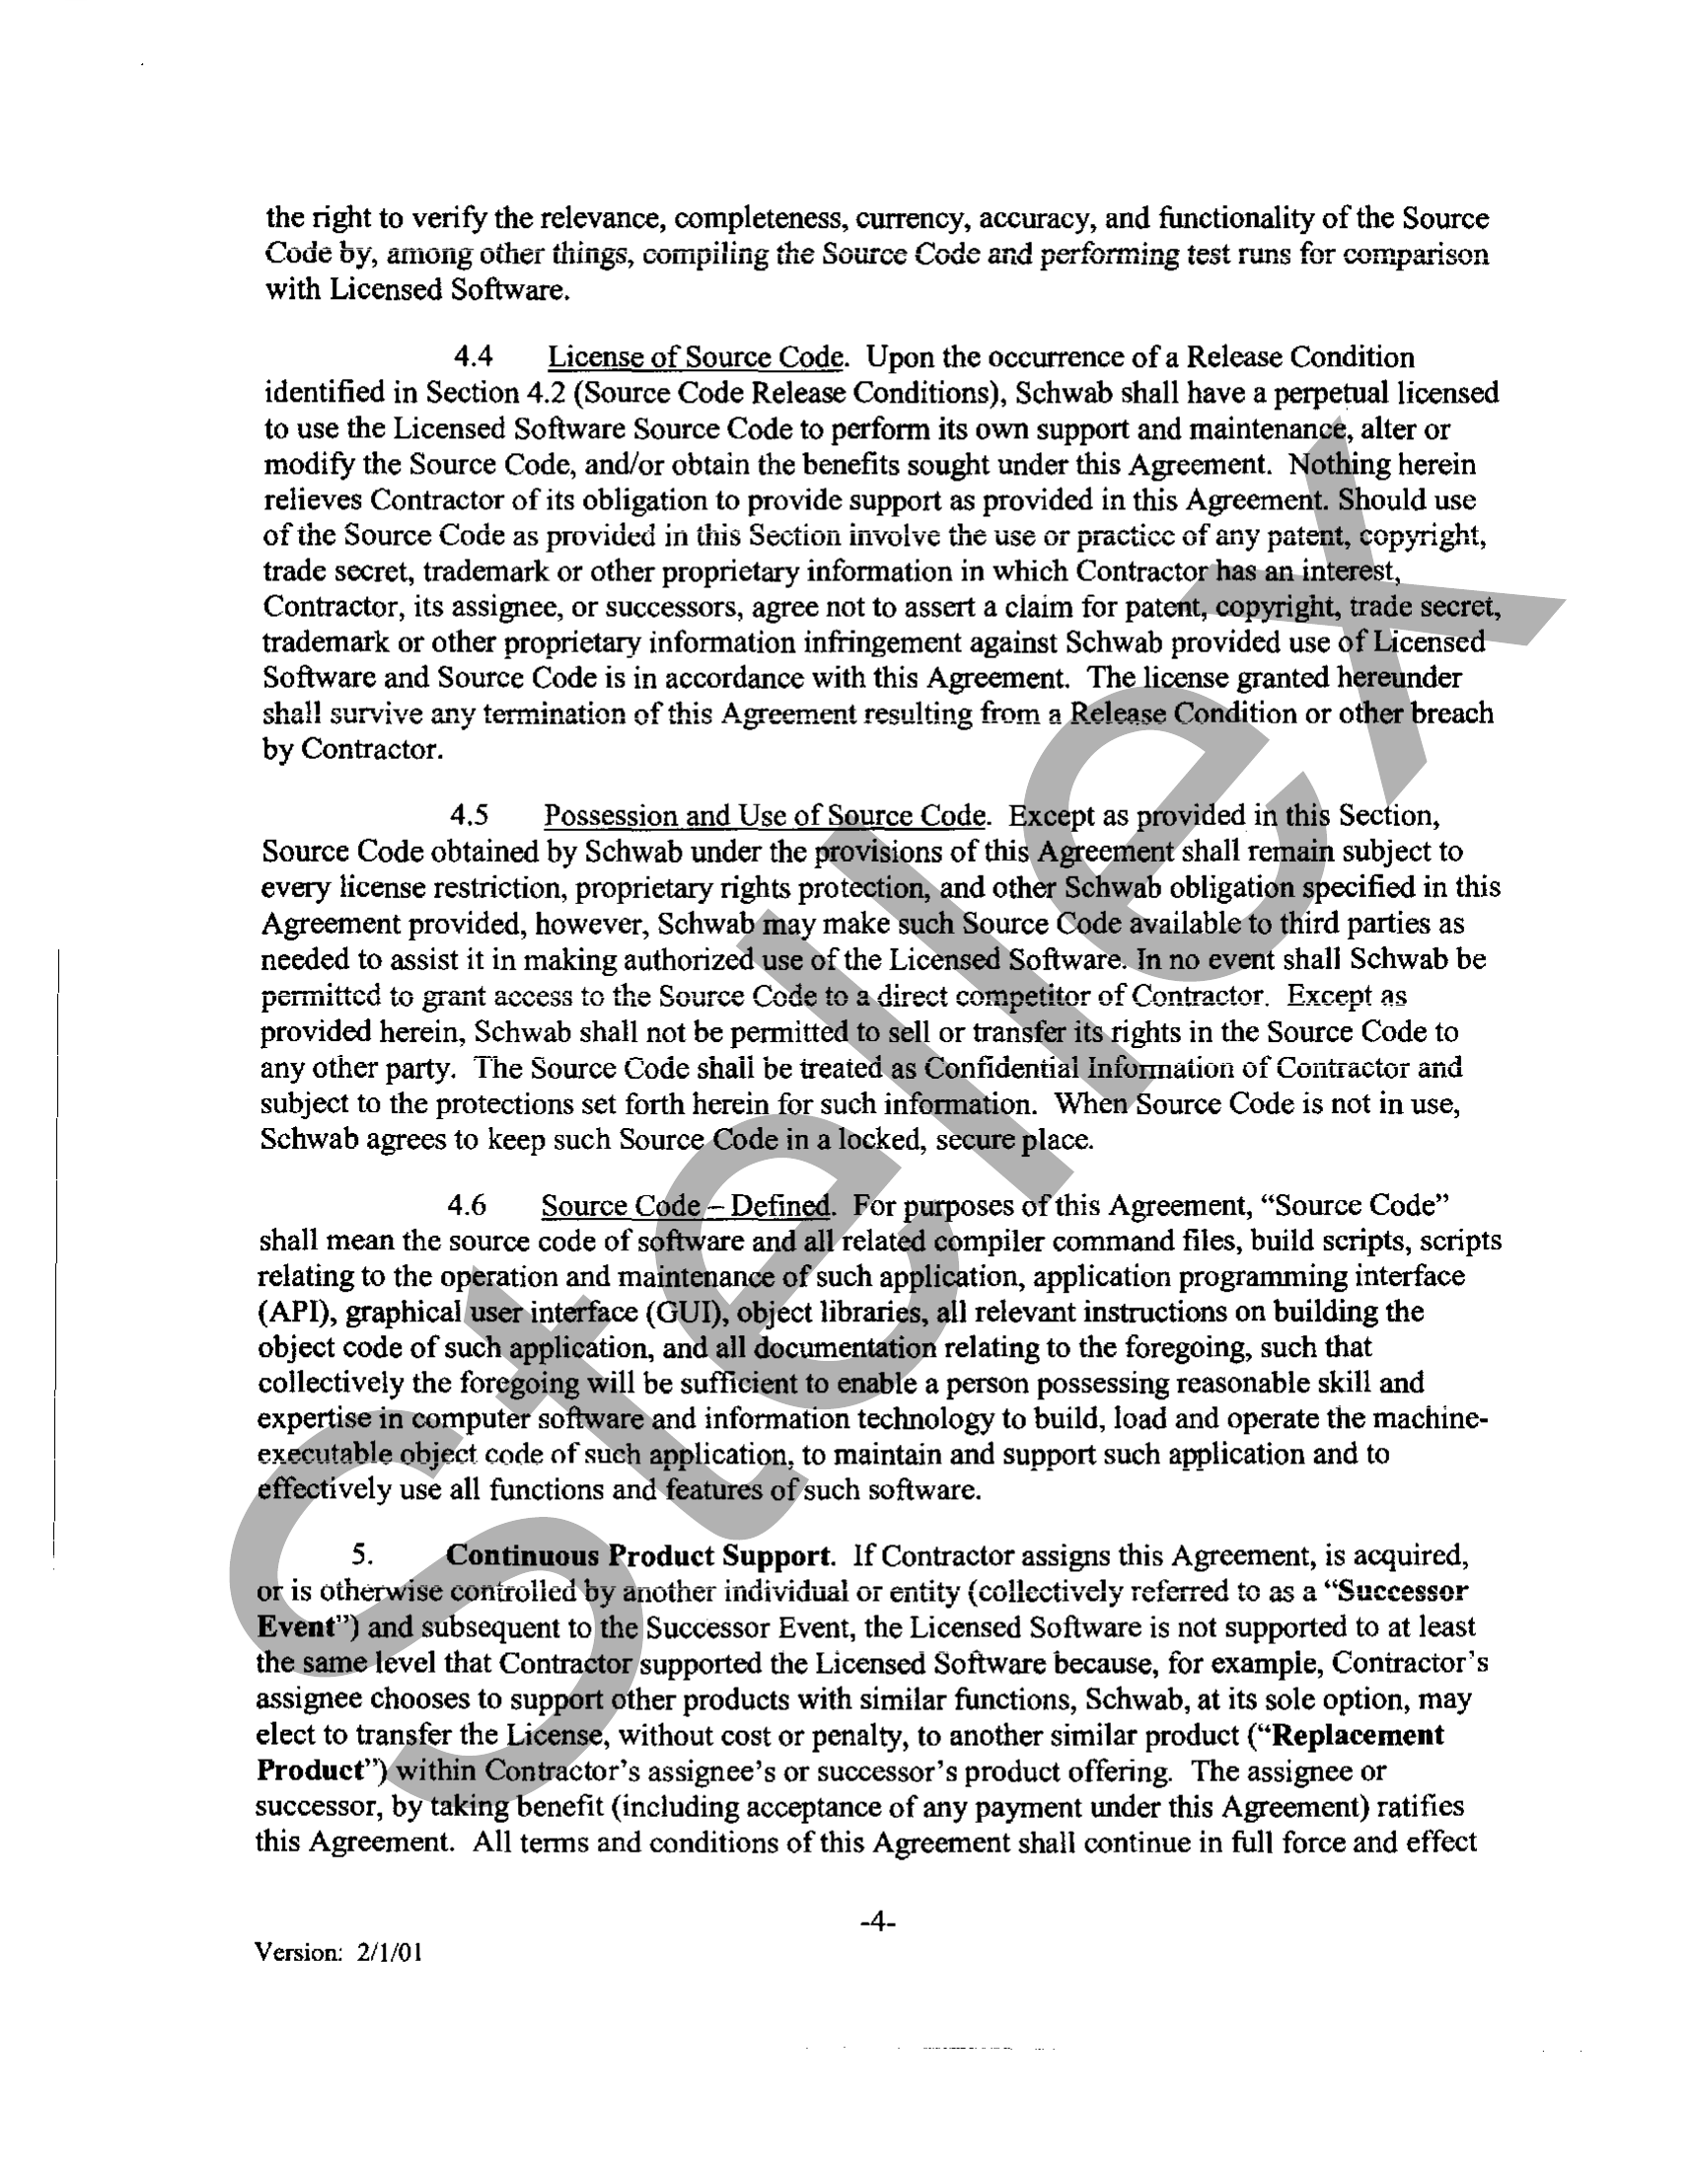 the right to verify the relevance, completeness, currency, accuracy, and functionality of the Source
Code by, among other things, compiling the Source Code and performing test runs for comparison
with Licensed Software.
4.4 License of Source Code. Upon the occurrence of a Release Condition
identified in Section 4.2 (Source Code Release Conditions), Schwab shall have a perpetual licensed
to use the Licensed Software Source Code to perform its own support and maintenance, alter or
modify the Source Code, and/or obtain the benefits sought under this Agreement. Nothing herein
relieves Contractor of its obligation to provide support as provided in this Agreement. Should use
of the Source Code as provided in this Section involve the use or practice of any patent, copyright,
trade secret, trademark or other proprietary information in which Contractor has an interest,
Contractor, its assignee, or successors, agree not to assert a claim for patent, copyright, trade secret,
trademark or other proprietary information infringement against Schwab provided use of Licensed
Software and Source Code is in accordance with this Agreement. The license granted hereunder
shall survive any termination of this Agreement resulting from a Release Condition or other breach
by Contractor.
4.5 Possession and Use of Source Code. Except as provided in this Section,
Source Code obtained by Schwab under the provisions of this Agreement shall remain subject to
every license restriction, proprietary rights protection, and other Schwab obligation specified in this
Agreement provided, however, Schwab may make such Source Code available to third parties as
needed to assist it in making authorized use of the Licensed Software. In no event shall Schwab be
permitted to grant access to the Source Code to a direct competitor of Contractor. Except as
provided herein, Schwab shall not be permitted to sell or transfer its rights in the Source Code to
any other party. The Source Code shall be treated as Confidential Information of Contractor and
subject to the protections set forth herein for such information. When Source Code is not in use,
Schwab agrees to keep such Source Code in a locked, secure place.
4.6 Source Code – Defined. For purposes of this Agreement, “Source Code”
shall mean the source code of software and all related compiler command files, build scripts, scripts
relating to the operation and maintenance of such application, application programming interface
(API), graphical user interface (GUI), object libraries, all relevant instructions on building the
object code of such application, and all documentation relating to the foregoing, such that
collectively the foregoing will be sufficient to enable a person possessing reasonable skill and
expertise in computer software and information technology to build, load and operate the machine-
executable object code of such application, to maintain and support such application and to
effectively use all functions and features of such software.
5. Continuous Product Support. If Contractor assigns this Agreement, is acquired,
or is otherwise controlled by another individual or entity (collectively referred to as a “Successor
Event”) and subsequent to the Successor Event, the Licensed Software is not supported to at least
the same level that Contractor supported the Licensed Software because, for example, Contractor’s
assignee chooses to support other products with similar functions, Schwab, at its sole option, may
elect to transfer the License, without cost or penalty, to another similar product (“Replacement
Product”) within Contractor’s assignee’s or successor’s product offering. The assignee or
successor, by taking benefit (including acceptance of any payment under this Agreement) ratifies
this Agreement. All terms and conditions of this Agreement shall continue in full force and effect
-4-
Version: 2/1/01
Stellex